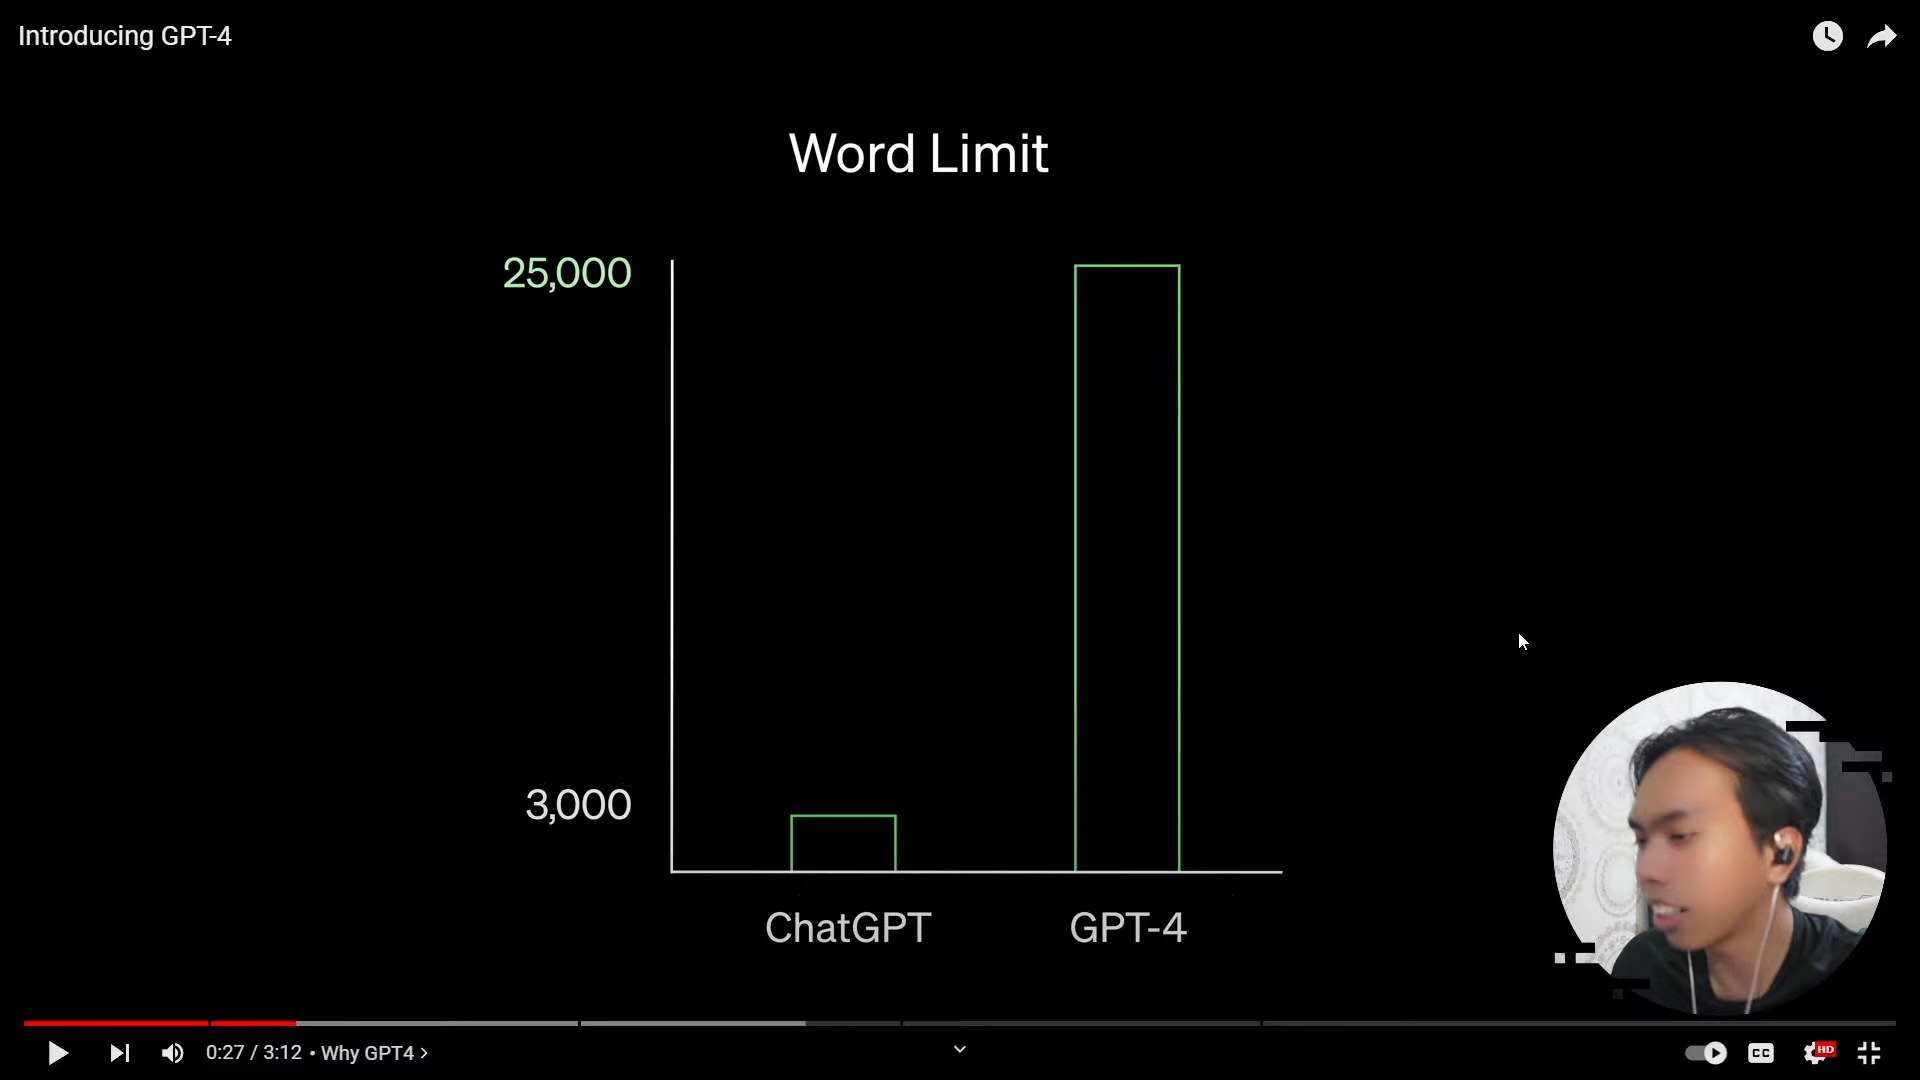 Introducing GPT-4
Word Limit
25,000
3,000
ChatGPT
GPT-4
0:27 / 3:12 • Why GPT4 ›
CC
HD